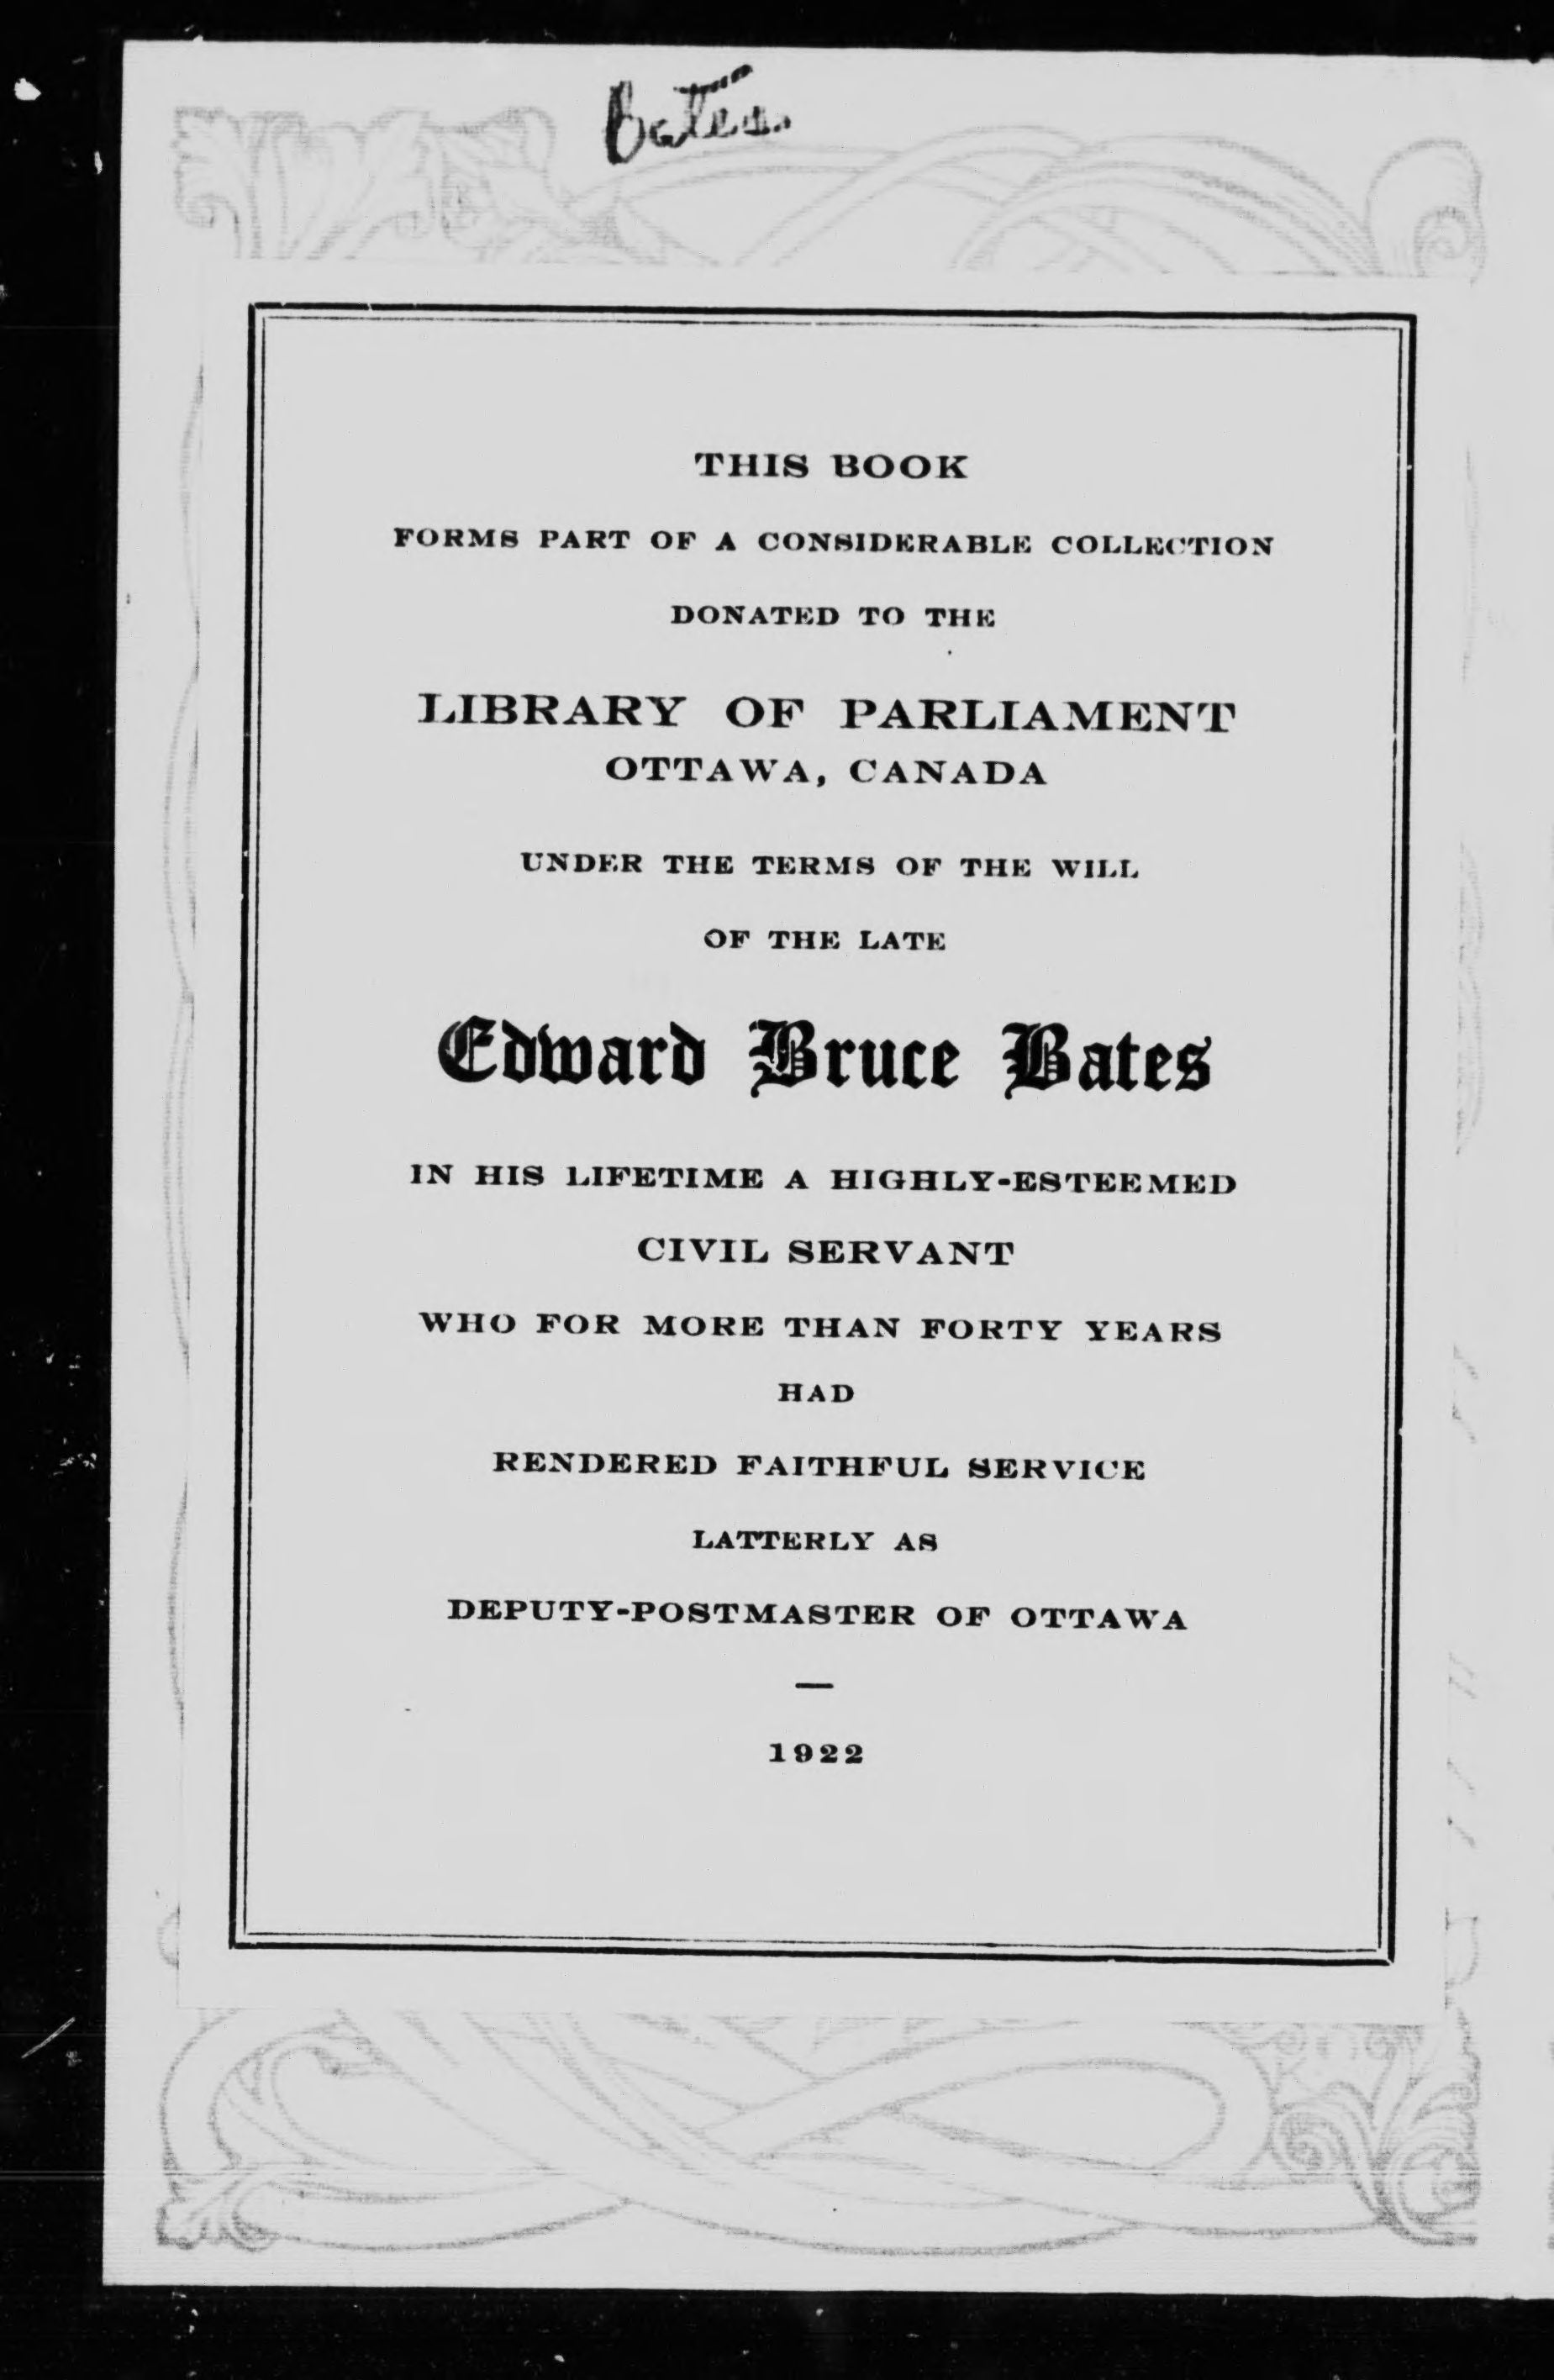 Bates.
THIS BOOK
FORMS PART OF A CONSIDERABLE COLLECTION
DONATED TO THE
LIBRARY OF PARLIAMENT
OTTAWA, CANADA
UNDER THE TERMS OF THE WILL
OF THE LATE
Edward Bruce Bates
IN HIS LIFETIME A HIGHLY-ESTEEMED
CIVIL SERVANT
WHO FOR MORE THAN FORTY YEARS
HAD
RENDERED FAITHFUL SERVICE
LATTERLY AS
DEPUTY-POSTMASTER OF OTTAWA
—
1922